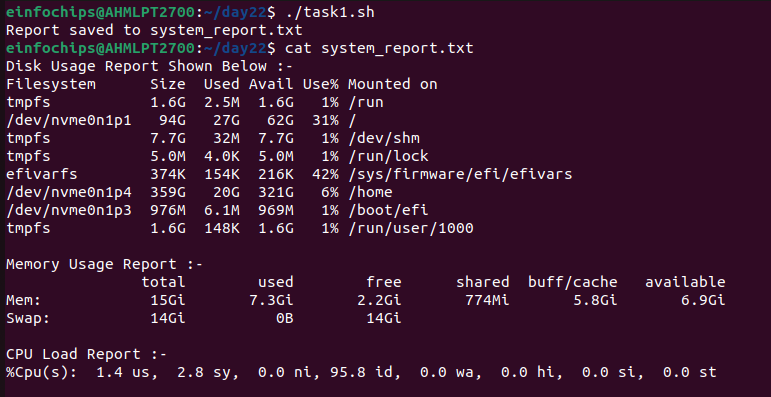 einfochips@AHMLPT2700:~/day22$ ./task1.sh
Report saved to system_report.txt
einfochips@AHMLPT2700:~/day22$ cat system_report.txt
Disk Usage Report Shown Below :-
Filesystem      Size  Used Avail Use% Mounted on
tmpfs           1.6G  2.5M  1.6G   1% /run
/dev/nvme0n1p1   94G   27G   62G  31% /
tmpfs           7.7G   32M  7.7G   1% /dev/shm
tmpfs           5.0M  4.0K  5.0M   1% /run/lock
efivarfs        374K  154K  216K  42% /sys/firmware/efi/efivars
/dev/nvme0n1p4  359G   20G  321G   6% /home
/dev/nvme0n1p3  976M  6.1M  969M   1% /boot/efi
tmpfs           1.6G  148K  1.6G   1% /run/user/1000

Memory Usage Report :-
               total        used        free      shared  buff/cache   available
Mem:            15Gi       7.3Gi       2.2Gi       774Mi       5.8Gi       6.9Gi
Swap:           14Gi          0B        14Gi

CPU Load Report :-
%Cpu(s):  1.4 us,  2.8 sy,  0.0 ni, 95.8 id,  0.0 wa,  0.0 hi,  0.0 si,  0.0 st